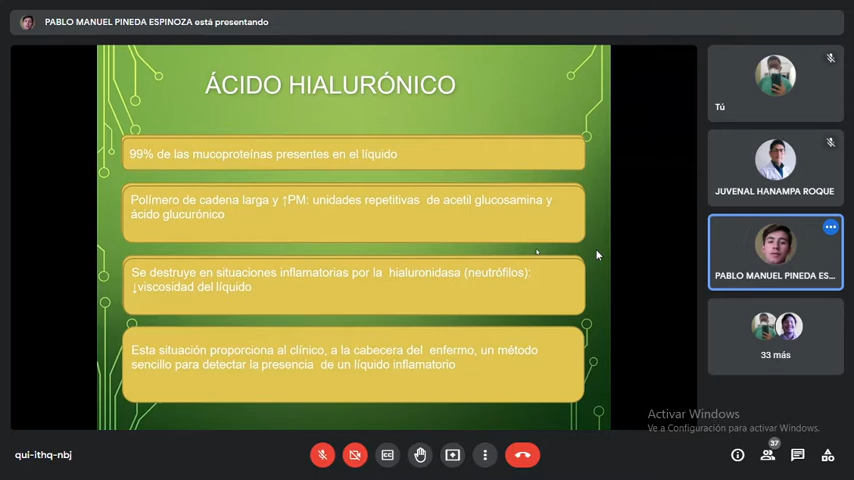 PABLO MANUEL PINEDA ESPINOZA está presentando
ÁCIDO HIALURÓNICO
99% de las mucoproteínas presentes en el líquido
Polímero de cadena larga y ↑PM: unidades repetitivas de acetil glucosamina y
ácido glucurónico
Se destruye en situaciones inflamatorias por la hialuronidasa (neutrófilos):
↓viscosidad del líquido
Esta situación proporciona al clínico, a la cabecera del enfermo, un método
sencillo para detectar la presencia de un líquido inflamatorio
Tú
JUVENAL HANAMPA ROQUE
PABLO MANUEL PINEDA ES...
33 más
Activar Windows
Ve a Configuración para activar Windows.
qui-ithq-nbj
CC
37